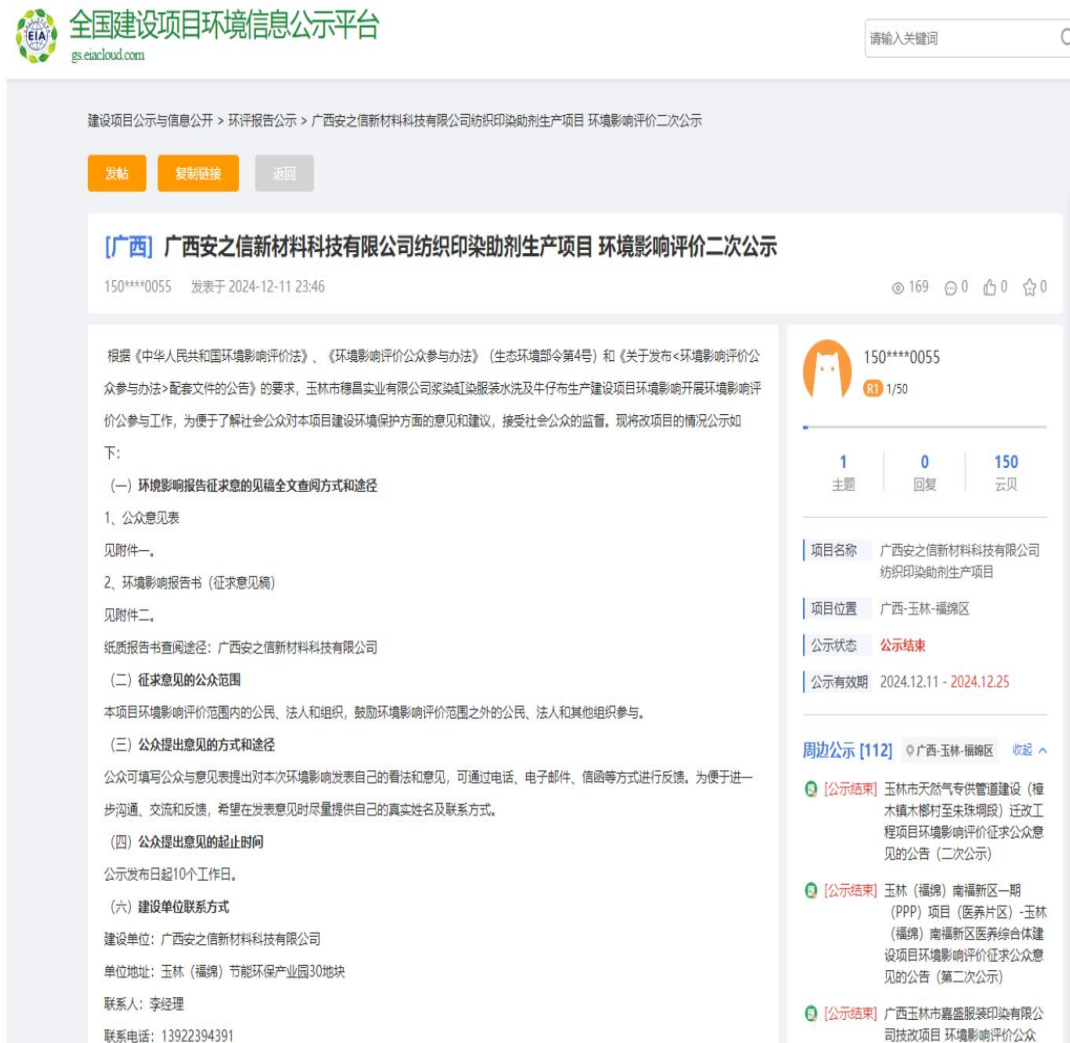 全国建设项目环境信息公示平台
gs.eiacloud.com
EIA
请输入关键词
建设项目公示与信息公开 > 环评报告公示 > 广西安之信新材料科技有限公司纺织印染助剂生产项目 环境影响评价二次公示
发帖 复制链接 返回
[广西] 广西安之信新材料科技有限公司纺织印染助剂生产项目 环境影响评价二次公示
150****0055 发表于 2024-12-11 23:46
169 0 0 0
根据《中华人民共和国环境影响评价法》、《环境影响评价公众参与办法》（生态环境部令第4号）和《关于发布<环境影响评价公
众参与办法>配套文件的公告》的要求，玉林市穗昌实业有限公司浆染缸染服装水洗及牛仔布生产建设项目环境影响开展环境影响评
价公参与工作，为便于了解社会公众对本项目建设环境保护方面的意见和建议，接受社会公众的监督。现将改项目的情况公示如
下：
（一）环境影响报告征求意的见稿全文查阅方式和途径
1、公众意见表
见附件一。
2、环境影响报告书（征求意见稿）
见附件二。
纸质报告书查阅途径：广西安之信新材料科技有限公司
（二）征求意见的公众范围
本项目环境影响评价范围内的公民、法人和组织，鼓励环境影响评价范围之外的公民、法人和其他组织参与。
（三）公众提出意见的方式和途径
公众可填写公众与意见表提出对本次环境影响发表自己的看法和意见，可通过电话、电子邮件、信函等方式进行反馈。为便于进一
步沟通、交流和反馈，希望在发表意见时尽量提供自己的真实姓名及联系方式。
（四）公众提出意见的起止时间
公示发布日起10个工作日。
（六）建设单位联系方式
建设单位：广西安之信新材料科技有限公司
单位地址：玉林（福绵）节能环保产业园30地块
联系人：李经理
联系电话：13922394391
150****0055
R1 1/50
1 0 150
主题 回复 云贝
项目名称 广西安之信新材料科技有限公司
纺织印染助剂生产项目
项目位置 广西-玉林-福绵区
公示状态 公示结束
公示有效期 2024.12.11 - 2024.12.25
周边公示 [112] 广西-玉林-福绵区 收起
[公示结束] 玉林市天然气专供管道建设（樟
木镇木榔村至朱珠垌段）迁改工
程项目环境影响评价征求公众意
见的公告（二次公示）
[公示结束] 玉林（福绵）南福新区一期
（PPP）项目（医养片区）-玉林
（福绵）南福新区医养综合体建
设项目环境影响评价征求公众意
见的公告（第二次公示）
[公示结束] 广西玉林市嘉盛服装印染有限公
司技改项目 环境影响评价公众